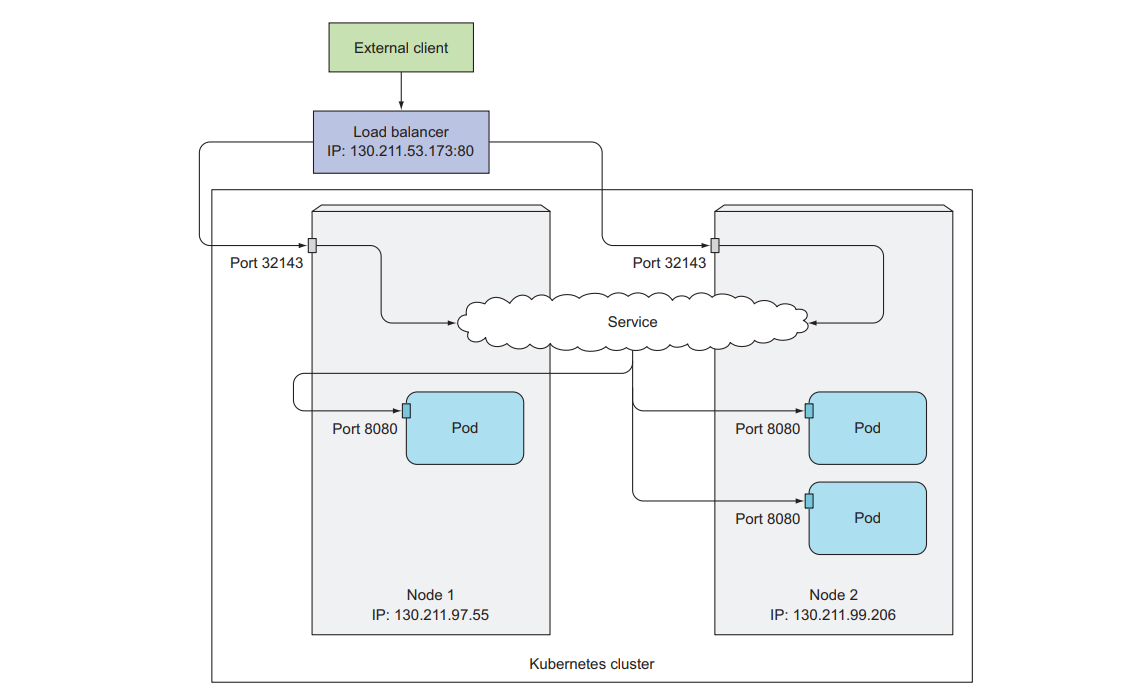 External client
Load balancer
IP: 130.211.53.173:80
Port 32143
Port 32143
Service
Port 8080
Pod
Port 8080
Pod
Port 8080
Pod
Node 1
IP: 130.211.97.55
Node 2
IP: 130.211.99.206
Kubernetes cluster